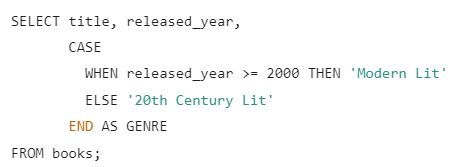 SELECT title, released_year,
CASE
WHEN released_year >= 2000 THEN 'Modern Lit'
ELSE '20th Century Lit'
END AS GENRE
FROM books;